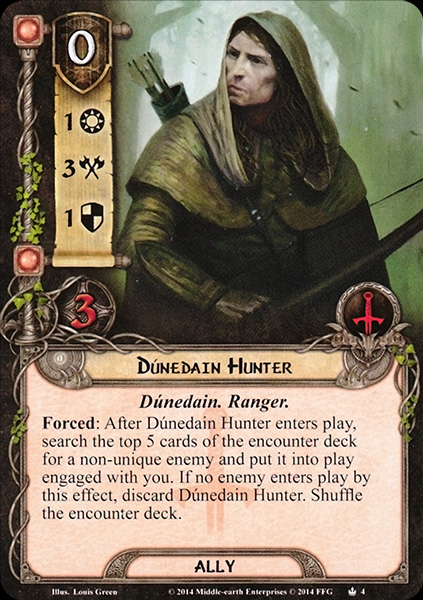 0
1
3
1
3
DÚNEDAIN HUNTER
Dúnedain. Ranger.
Forced: After Dúnedain Hunter enters play,
search the top 5 cards of the encounter deck
for a non-unique enemy and put it into play
engaged with you. If no enemy enters play by
this effect, discard Dúnedain Hunter. Shuffle
the encounter deck.
ALLY
Illus. Louis Green © 2014 Middle-earth Enterprises © 2014 FFG 4